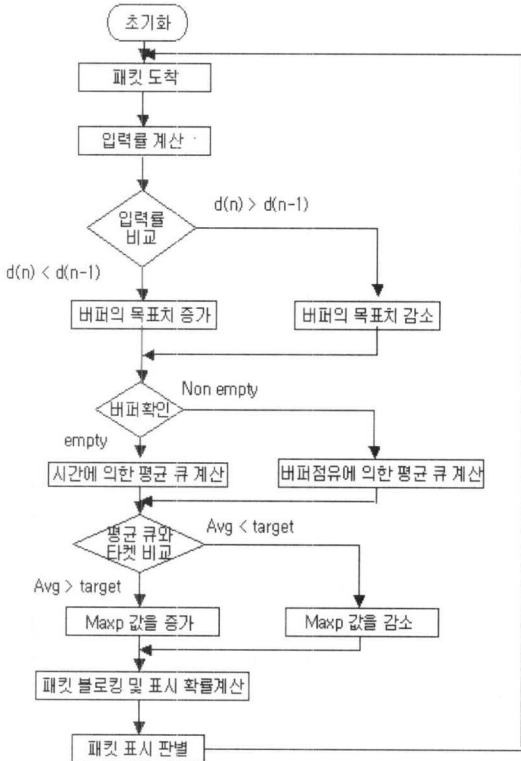 초기화
패킷 도착
입력률 계산
입력률
비교
d(n) > d(n-1)
d(n) < d(n-1)
버퍼의 목표치 증가
버퍼의 목표치 감소
버퍼확인
Non empty
empty
시간에 의한 평균 큐 계산
버퍼점유에 의한 평균 큐 계산
평균 큐와
타켓 비교
Avg < target
Avg > target
Maxp 값을 증가
Maxp 값을 감소
패킷 블로킹 및 표시 확률계산
패킷 표시 판별